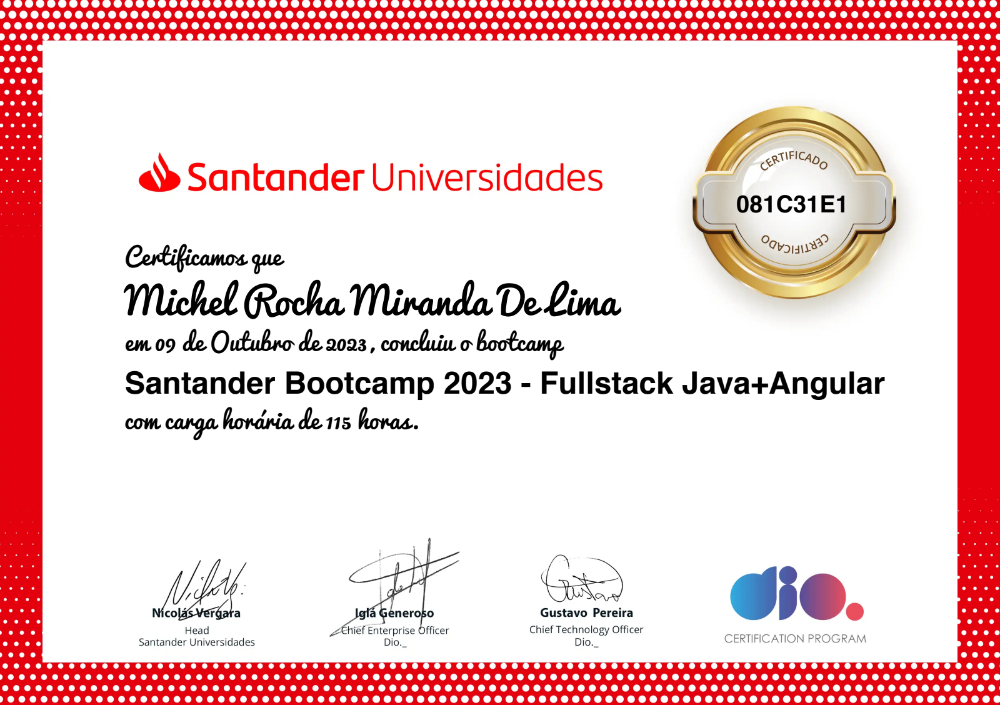 Santander Universidades
CERTIFICADO
081C31E1
CERTIFICADO
Certificamos que
Michel Rocha Miranda De Lima
em 09 de Outubro de 2023, concluiu o bootcamp
Santander Bootcamp 2023 - Fullstack Java+Angular
com carga horária de 115 horas.
Nicolás Vergara
Head
Santander Universidades
Iglá Generoso
Chief Enterprise Officer
Dio._
Gustavo
Gustavo Pereira
Chief Technology Officer
Dio._
dio.
CERTIFICATION PROGRAM